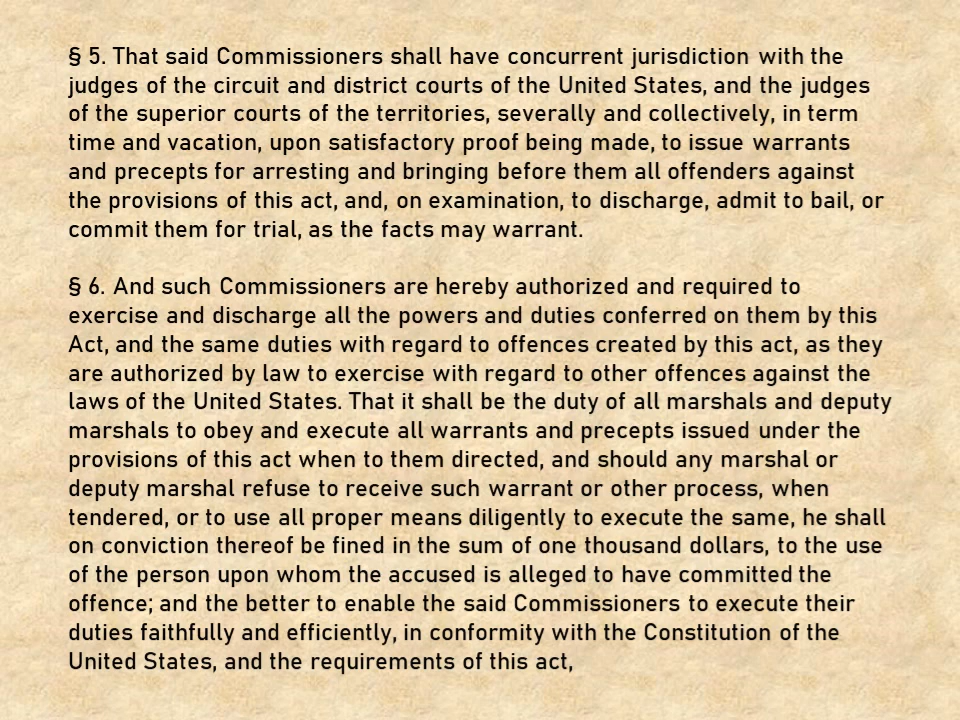 § 5. That said Commissioners shall have concurrent jurisdiction with the
judges of the circuit and district courts of the United States, and the judges
of the superior courts of the territories, severally and collectively, in term
time and vacation, upon satisfactory proof being made, to issue warrants
and precepts for arresting and bringing before them all offenders against
the provisions of this act, and, on examination, to discharge, admit to bail, or
commit them for trial, as the facts may warrant.
§ 6. And such Commissioners are hereby authorized and required to
exercise and discharge all the powers and duties conferred on them by this
Act, and the same duties with regard to offences created by this act, as they
are authorized by law to exercise with regard to other offences against the
laws of the United States. That it shall be the duty of all marshals and deputy
marshals to obey and execute all warrants and precepts issued under the
provisions of this act when to them directed, and should any marshal or
deputy marshal refuse to receive such warrant or other process, when
tendered, or to use all proper means diligently to execute the same, he shall
on conviction thereof be fined in the sum of one thousand dollars, to the use
of the person upon whom the accused is alleged to have committed the
offence; and the better to enable the said Commissioners to execute their
duties faithfully and efficiently, in conformity with the Constitution of the
United States, and the requirements of this act,